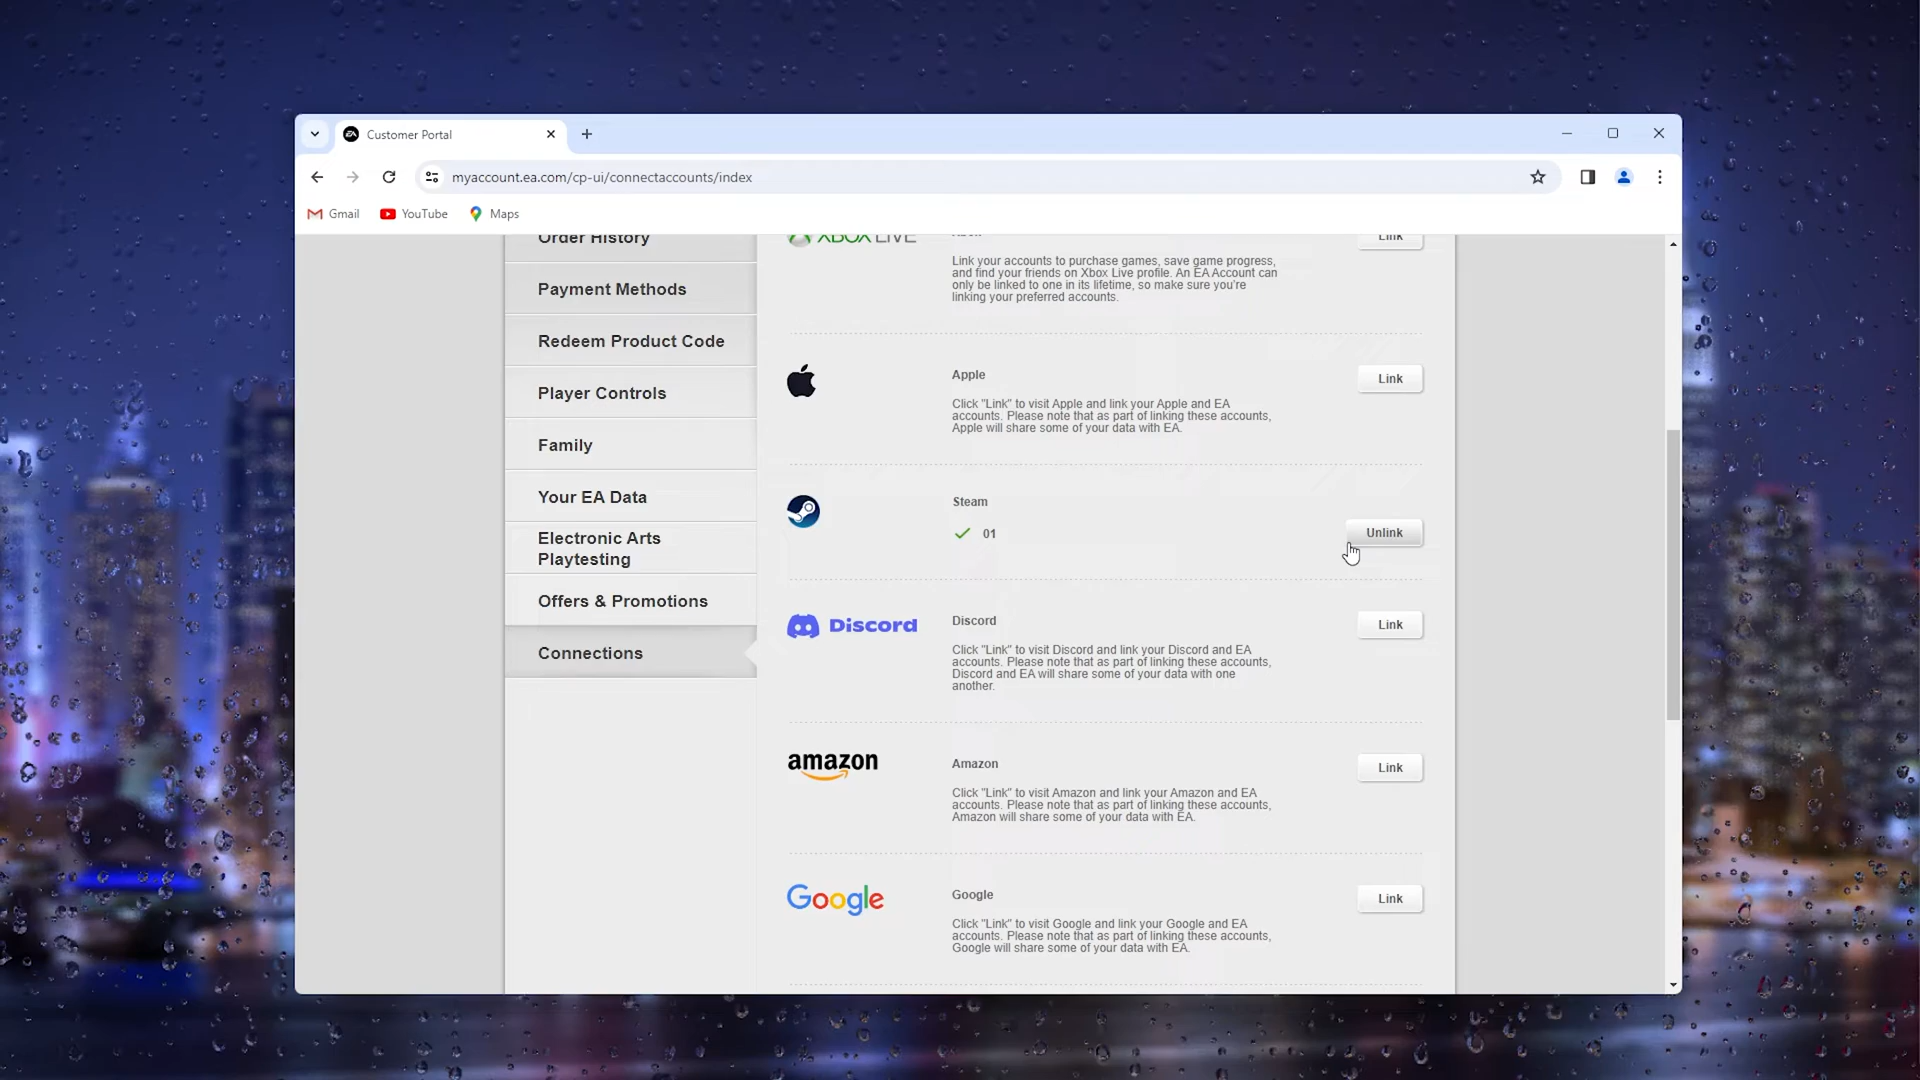 Customer Portal
myaccount.ea.com/cp-ui/connectaccounts/index
Gmail
YouTube
Maps
Order History
Payment Methods
Redeem Product Code
Player Controls
Family
Your EA Data
Electronic Arts
Playtesting
Offers & Promotions
Connections
XBOX LIVE
Link
Link your accounts to purchase games, save game progress,
and find your friends on Xbox Live profile. An EA Account can
only be linked to one in its lifetime, so make sure you're
linking your preferred accounts.
Apple
Link
Click "Link" to visit Apple and link your Apple and EA
accounts. Please note that as part of linking these accounts,
Apple will share some of your data with EA.
Steam
01
Unlink
Discord
Discord
Link
Click "Link" to visit Discord and link your Discord and EA
accounts. Please note that as part of linking these accounts,
Discord and EA will share some of your data with one
another.
amazon
Amazon
Link
Click "Link" to visit Amazon and link your Amazon and EA
accounts. Please note that as part of linking these accounts,
Amazon will share some of your data with EA.
Google
Google
Link
Click "Link" to visit Google and link your Google and EA
accounts. Please note that as part of linking these accounts,
Google will share some of your data with EA.